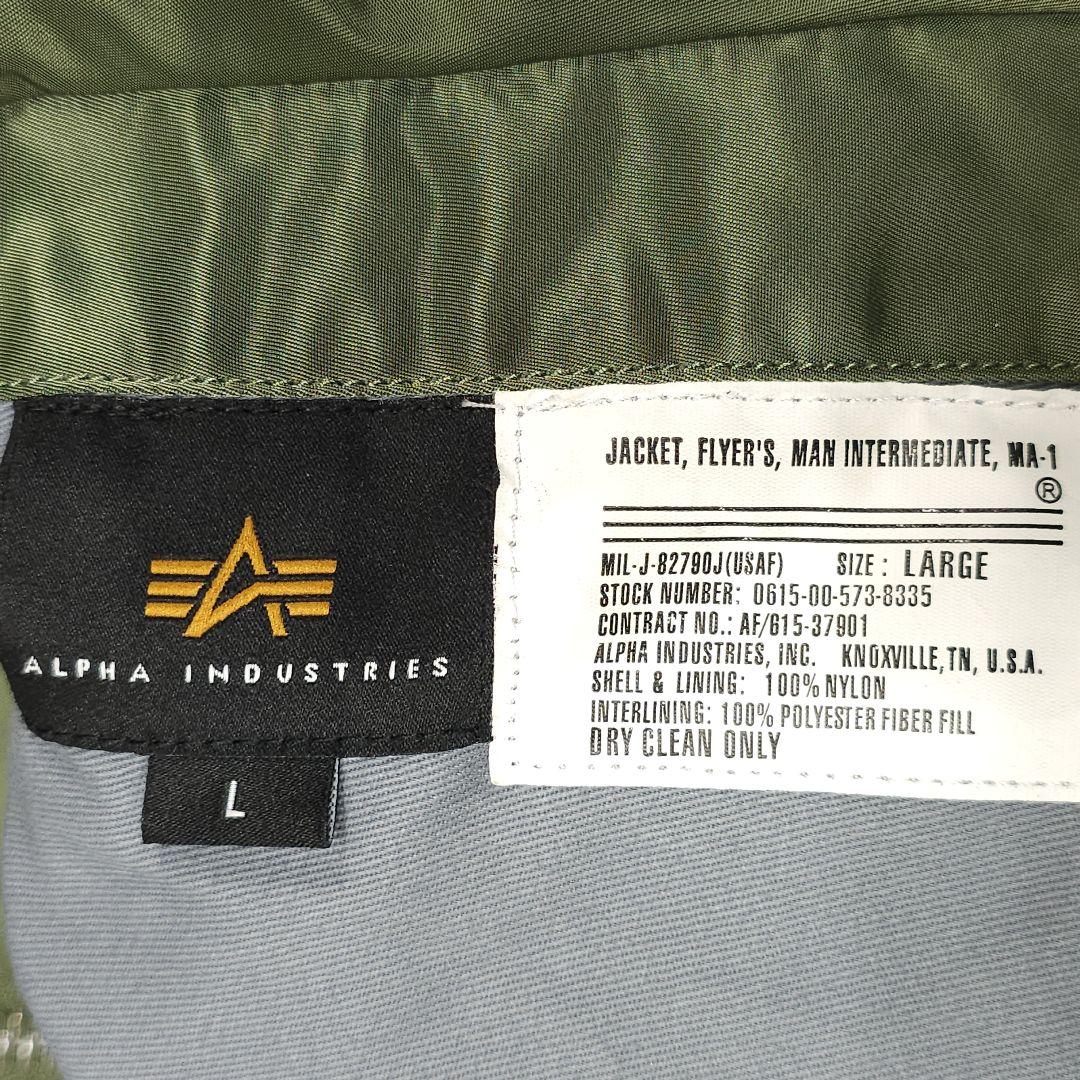 ALPHA INDUSTRIES
L
JACKET, FLYER'S, MAN INTERMEDIATE, MA-1
®
MIL-J-82790J(USAF) SIZE: LARGE
STOCK NUMBER: 0615-00-573-8335
CONTRACT NO.: AF/615-37901
ALPHA INDUSTRIES, INC. KNOXVILLE, TN, U.S.A.
SHELL & LINING: 100% NYLON
INTERLINING: 100% POLYESTER FIBER FILL
DRY CLEAN ONLY